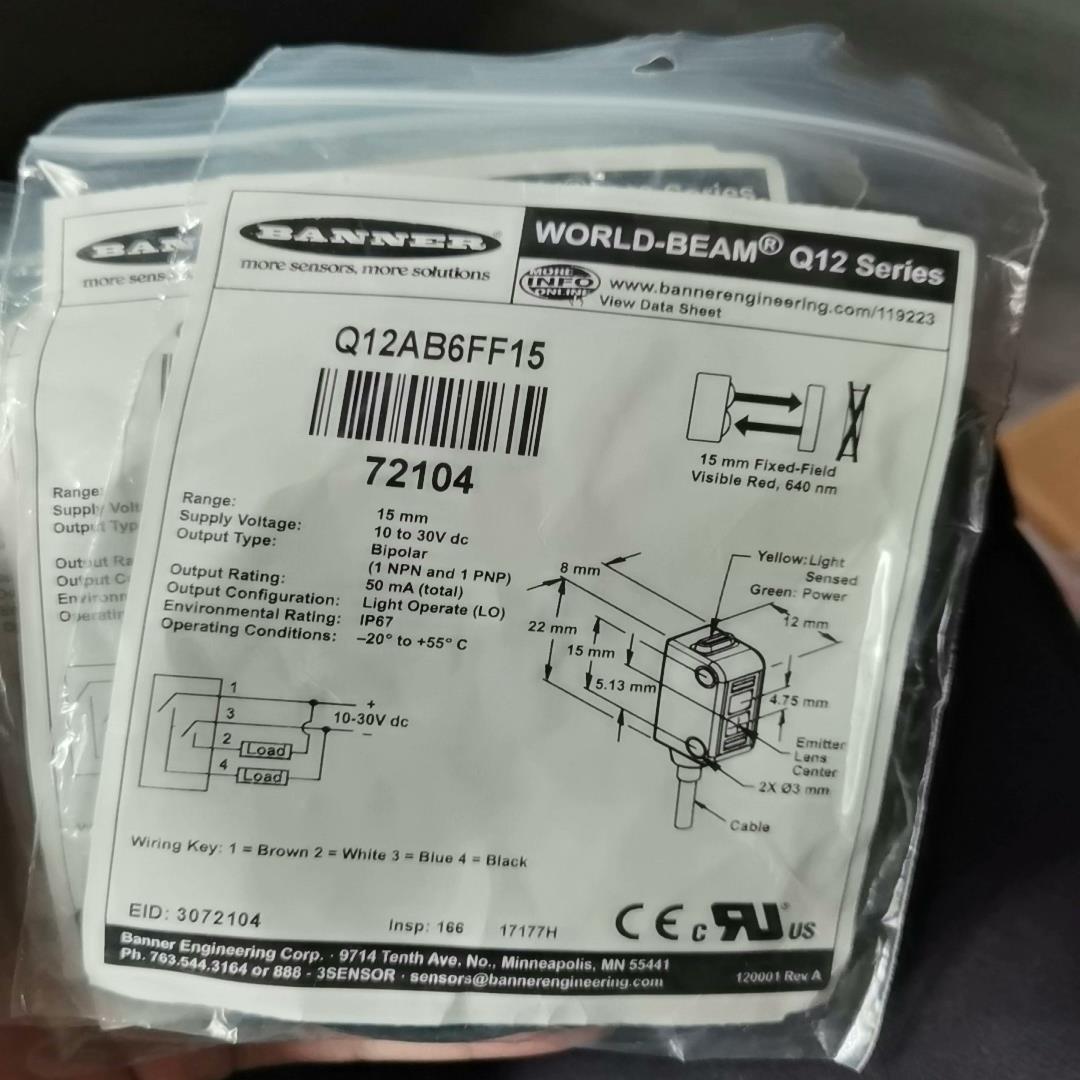 BANNER
more sensors, more solutions
WORLD-BEAM® Q12 Series
MORE INFO ONLINE
www.bannerengineering.com/119223
View Data Sheet
Q12AB6FF15
72104
15 mm Fixed-Field
Visible Red, 640 nm
Range: 15 mm
Supply Voltage: 10 to 30V dc
Output Type: Bipolar
(1 NPN and 1 PNP)
Output Rating: 50 mA (total)
Output Configuration: Light Operate (LO)
Environmental Rating: IP67
Operating Conditions: –20° to +55° C
1
3
2
4
+
10-30V dc
–
Load
Load
8 mm
22 mm
15 mm
5.13 mm
Yellow: Light
Sensed
Green: Power
12 mm
4.75 mm
Emitter
Lens
Center
2X Ø3 mm
Cable
Wiring Key: 1 = Brown 2 = White 3 = Blue 4 = Black
EID: 3072104
Insp: 166
17177H
CE c RU ® US
Banner Engineering Corp. · 9714 Tenth Ave. No., Minneapolis, MN 55441
Ph. 763.544.3164 or 888 - 3SENSOR · sensors@bannerengineering.com
120001 Rev A
BAN
more sens
Range:
Supply Volt
Output Typ
Output Ra
Output C
Environm
Operatin
Series